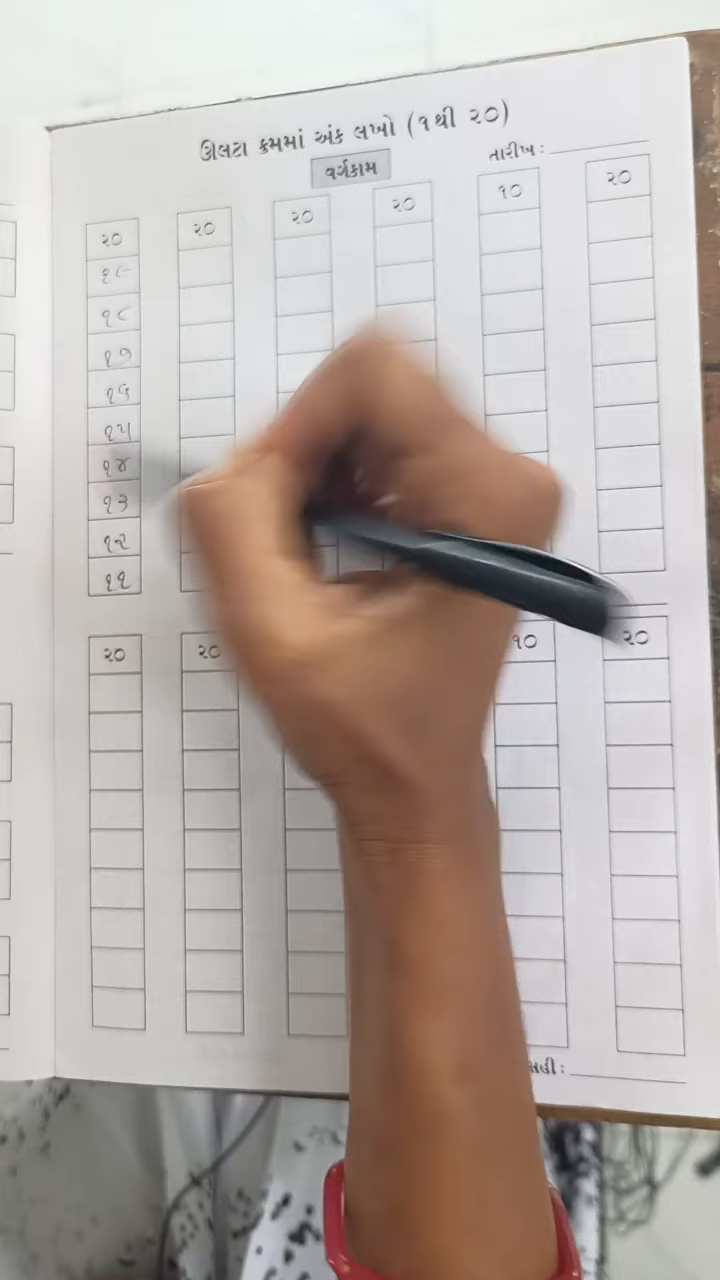 ઊલટા ક્રમમાં અંક લખો (૧થી ૨૦)
વર્ગકામ
તારીખ :
૨૦ ૨૦ ૨૦ ૨૦ ૧૦ ૨૦
૧૯
૧૮
૧૭
૧૬
૧૫
૧૪
૧૩
૧૨
૧૧
૨૦ ૨૦ ૧૦ ૨૦
સહી :